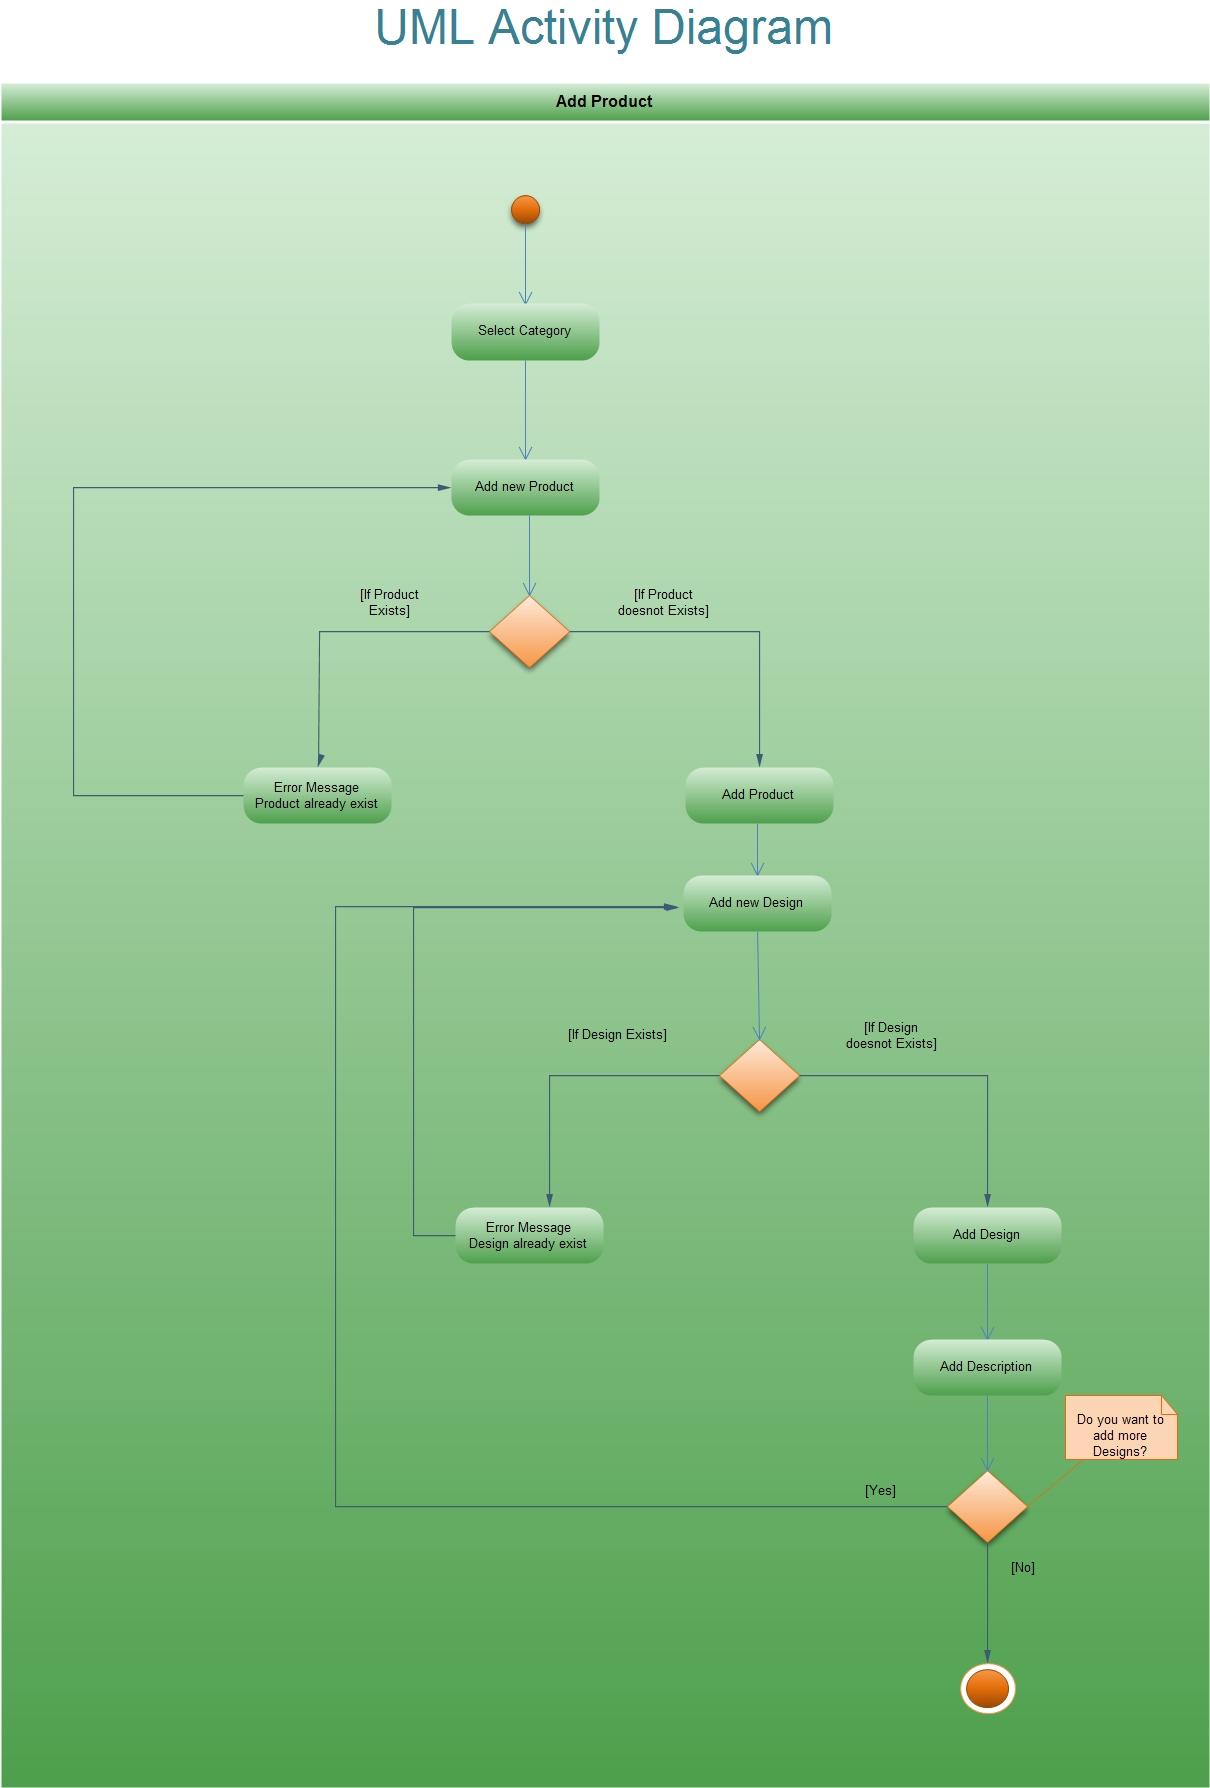 UML Activity Diagram
Add Product
Select Category
Add new Product
[If Product
Exists]
[If Product
doesnot Exists]
Error Message
Product already exist
Add Product
Add new Design
[If Design Exists]
[If Design
doesnot Exists]
Error Message
Design already exist
Add Design
Add Description
Do you want to
add more
Designs?
[Yes]
[No]